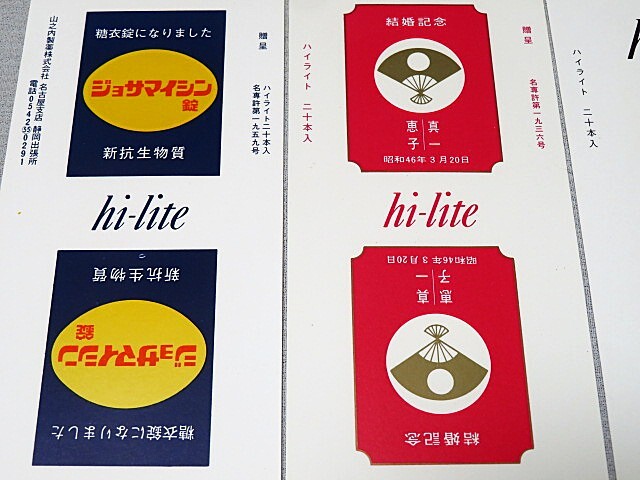 山之内製薬株式会社 名古屋支店 静岡出張所
電話0542㊿0291
糖衣錠になりました
ジョサマイシン
錠
新抗生物質
贈呈
ハイライト二十本入
名専許第一九五九号
hi-lite
新抗生物質
ジョサマイシン
錠
糖衣錠になりました
ハイライト 二十本入
結婚記念
真一
恵子
昭和46年3月20日
贈呈
名専許第一九三六号
hi-lite
昭和46年3月20日
真一
恵子
結婚記念
ハイライト 二十本入
h